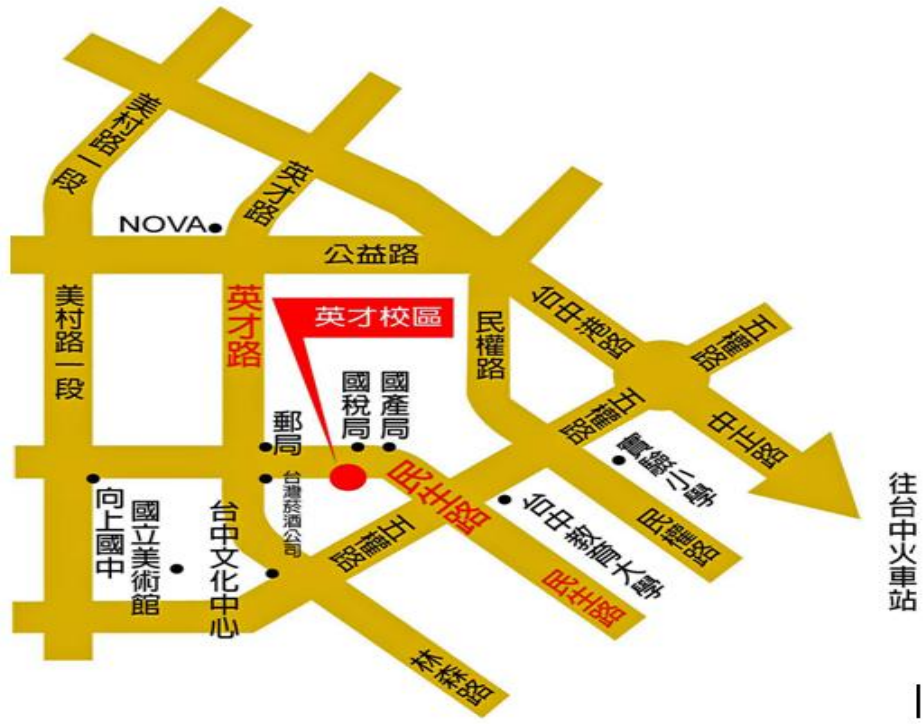 美村路一段
英才路
NOVA
公益路
美村路一段
英才路
英才校區
民權路
台中港路
五權路
五權路
中正路
國稅局
國產局
郵局
民生路
實驗小學
往台中火車站
向上國中
國立美術館
台中文化中心
台灣菸酒公司
五權路
台中教育大學
民權路
民生路
林森路